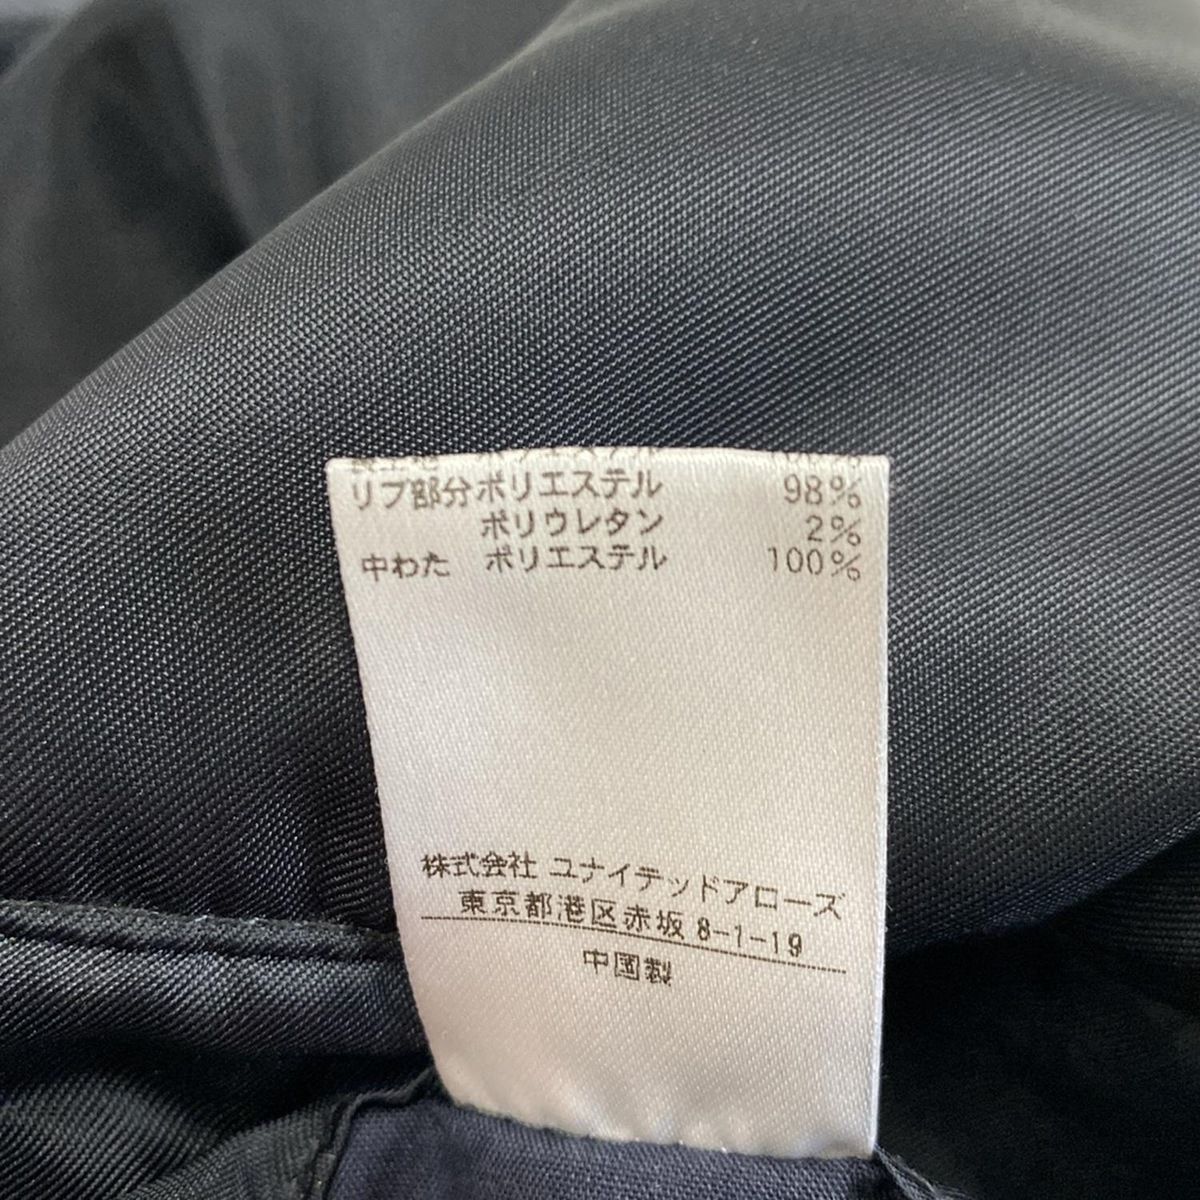 リブ部分 ポリエステル 98%
ポリウレタン 2%
中わた ポリエステル 100%
株式会社 ユナイテッドアローズ
東京都港区赤坂 8-1-19
中国製